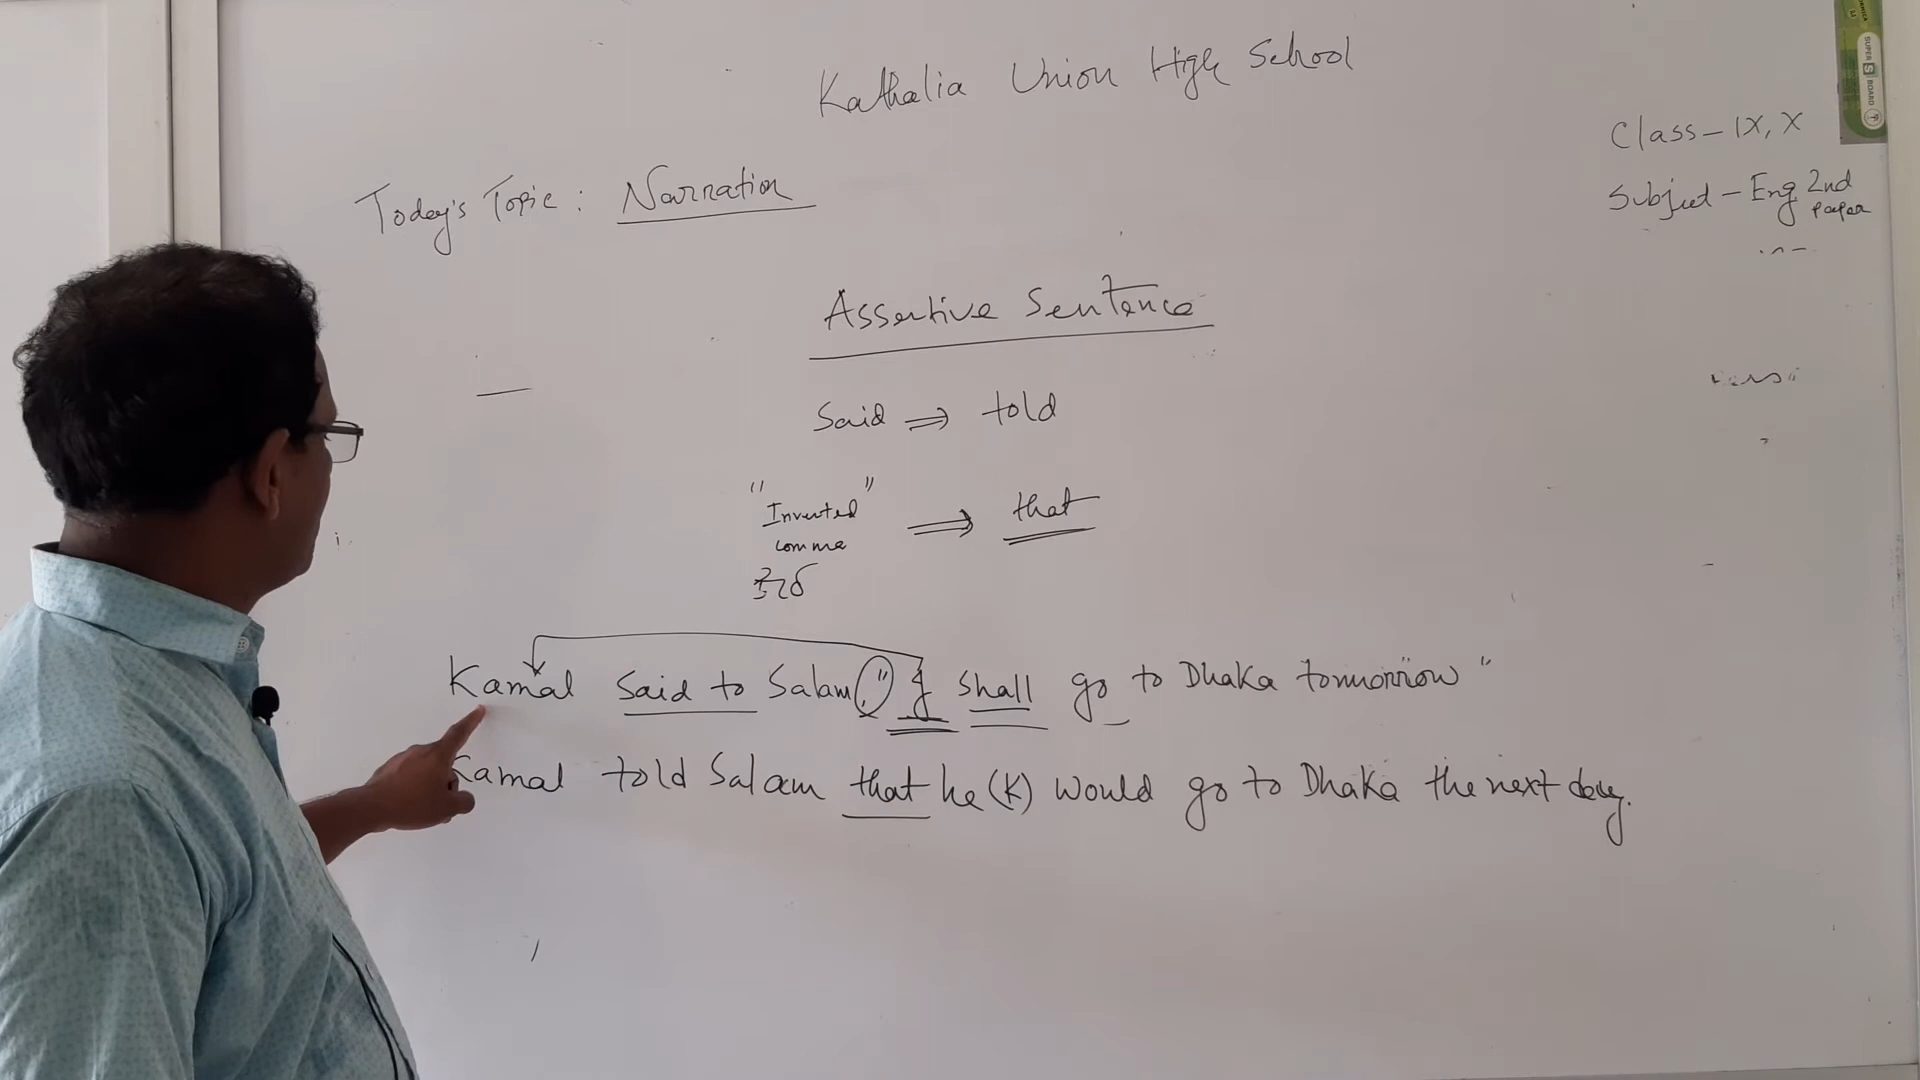 Kathalia Union High School
Class - IX, X
Subject - Eng 2nd paper
Today's Topic : Narration
Assertive Sentence
Said ⇒ told
"Inverted comma" ⇒ that
Kamal said to Salam, "I shall go to Dhaka tomorrow"
Kamal told Salam that he (K) would go to Dhaka the next day.
SUPER S BOARD